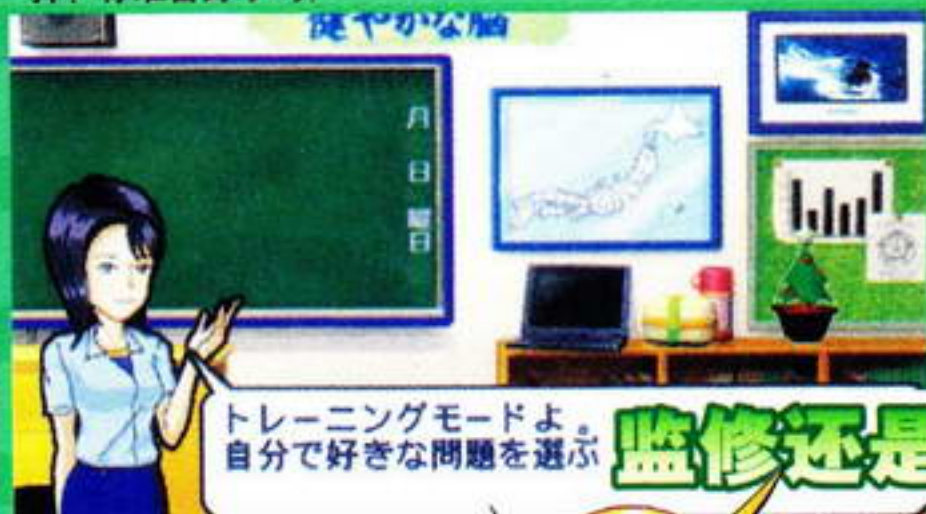 健やかな脳
月
日
曜日
トレーニングモードよ。
自分で好きな問題を選ぶ
监修还是